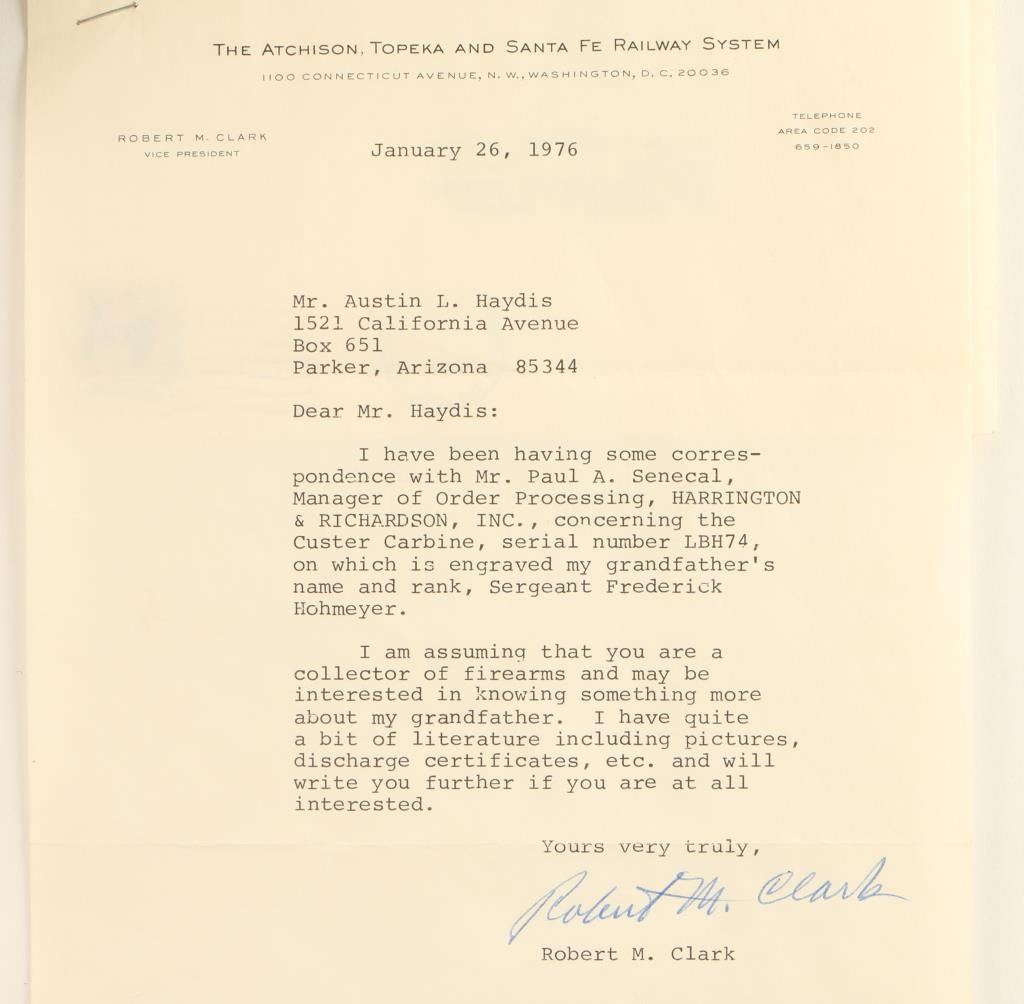 THE ATCHISON, TOPEKA AND SANTA FE RAILWAY SYSTEM
1100 CONNECTICUT AVENUE, N. W., WASHINGTON, D. C. 20036
ROBERT M. CLARK
VICE PRESIDENT
TELEPHONE
AREA CODE 202
659-1850
January 26, 1976
Mr. Austin L. Haydis
1521 California Avenue
Box 651
Parker, Arizona 85344
Dear Mr. Haydis:
I have been having some corres-
pondence with Mr. Paul A. Senecal,
Manager of Order Processing, HARRINGTON
& RICHARDSON, INC., concerning the
Custer Carbine, serial number LBH74,
on which is engraved my grandfather's
name and rank, Sergeant Frederick
Hohmeyer.
I am assuming that you are a
collector of firearms and may be
interested in knowing something more
about my grandfather. I have quite
a bit of literature including pictures,
discharge certificates, etc. and will
write you further if you are at all
interested.
Yours very truly,
Robert M. Clark
Robert M. Clark